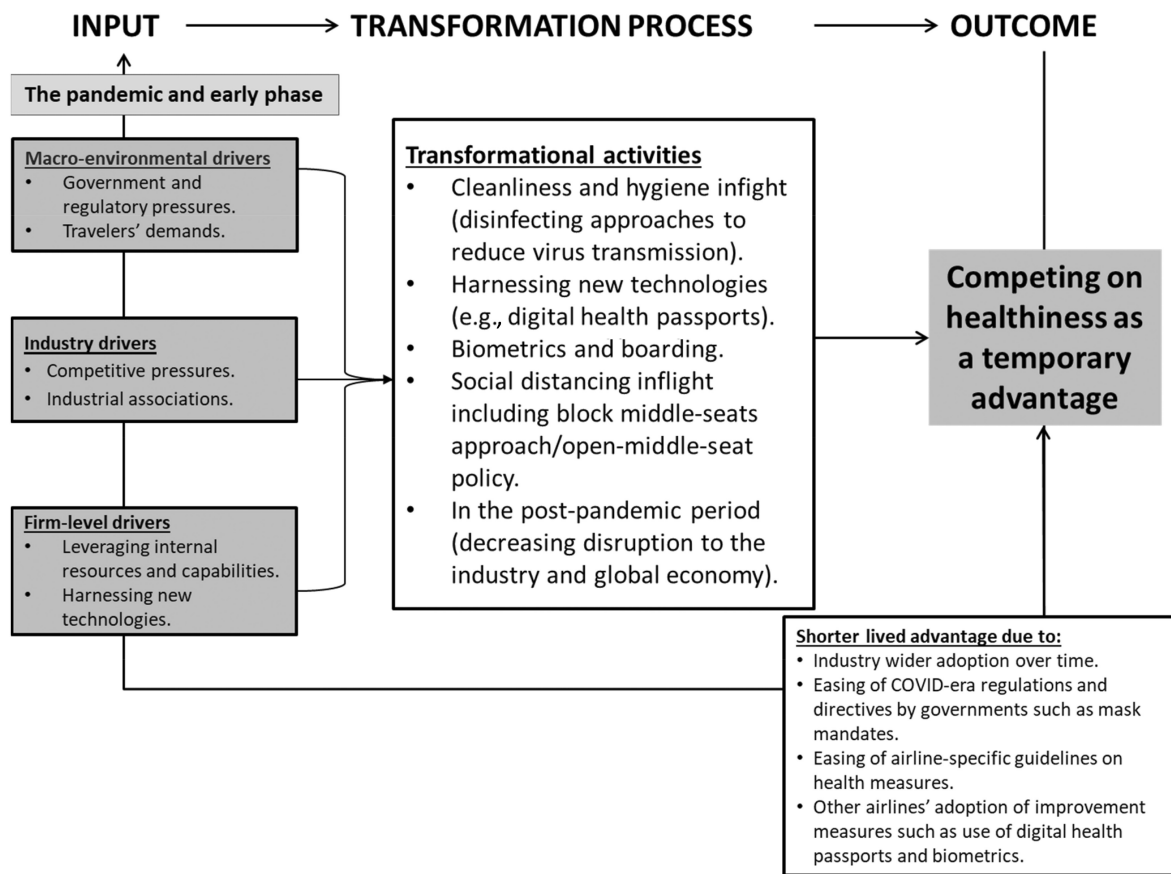 INPUT
TRANSFORMATION PROCESS
OUTCOME
The pandemic and early phase
Macro-environmental drivers
• Government and
regulatory pressures.
• Travelers’ demands.
Industry drivers
• Competitive pressures.
• Industrial associations.
Firm-level drivers
• Leveraging internal
resources and capabilities.
• Harnessing new
technologies.
Transformational activities
• Cleanliness and hygiene infight
(disinfecting approaches to
reduce virus transmission).
• Harnessing new technologies
(e.g., digital health passports).
• Biometrics and boarding.
• Social distancing inflight
including block middle-seats
approach/open-middle-seat
policy.
• In the post-pandemic period
(decreasing disruption to the
industry and global economy).
Competing on
healthiness as
a temporary
advantage
Shorter lived advantage due to:
• Industry wider adoption over time.
• Easing of COVID-era regulations and
directives by governments such as mask
mandates.
• Easing of airline-specific guidelines on
health measures.
• Other airlines’ adoption of improvement
measures such as use of digital health
passports and biometrics.